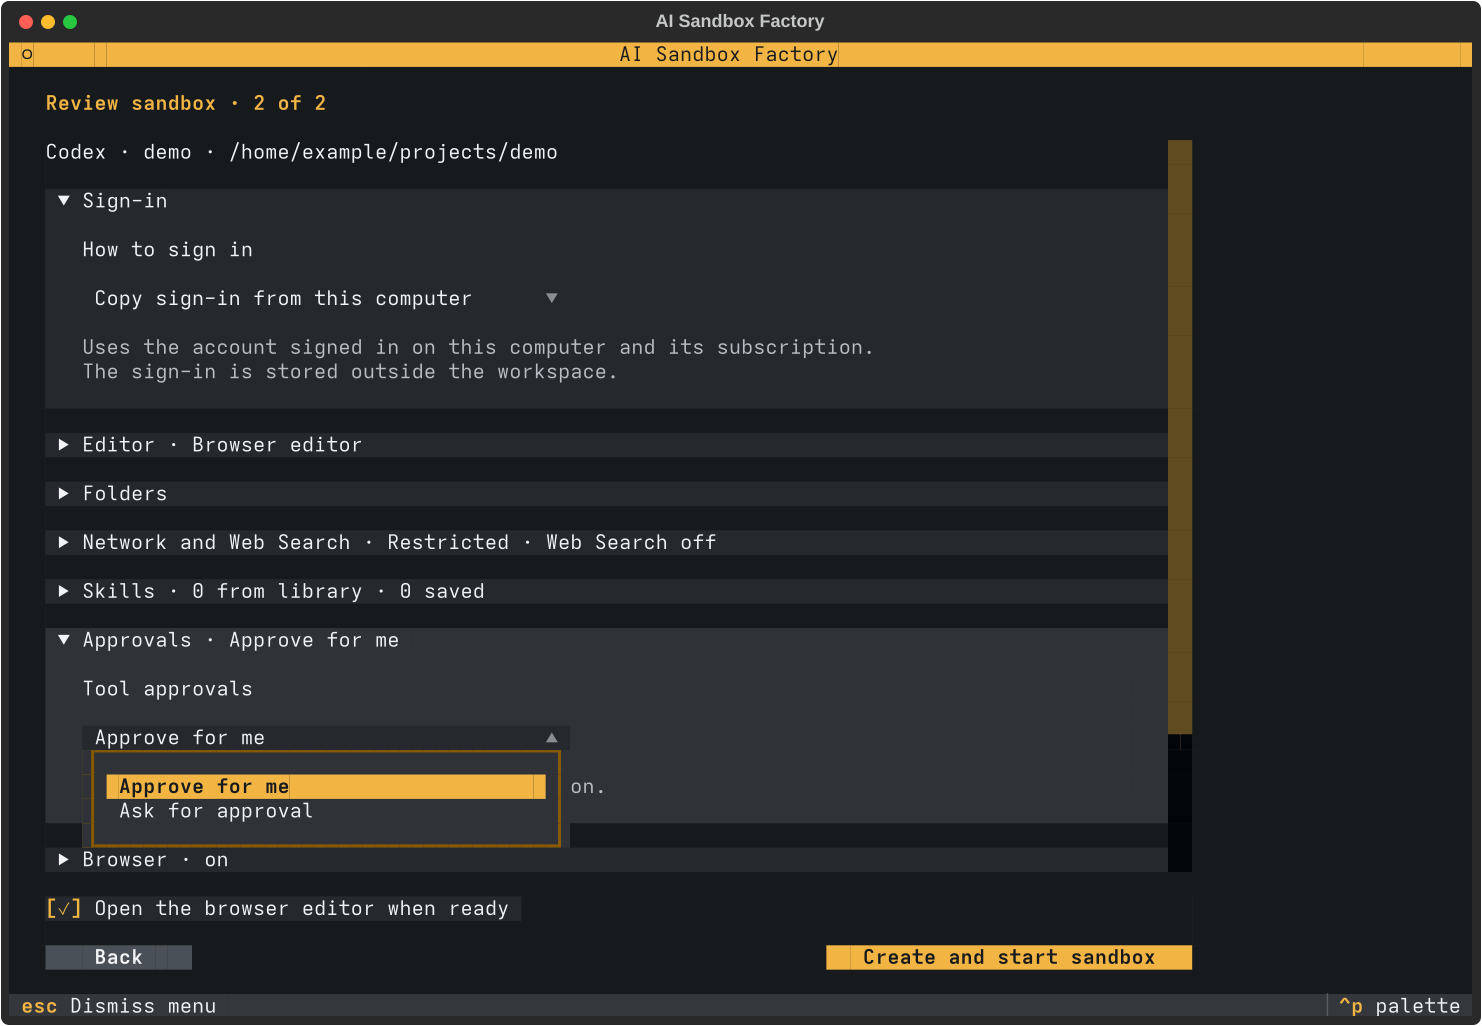 AI Sandbox Factory
o AI Sandbox Factory
Review sandbox · 2 of 2
Codex · demo · /home/example/projects/demo
▼ Sign-in
How to sign in
Copy sign-in from this computer ▼
Uses the account signed in on this computer and its subscription.
The sign-in is stored outside the workspace.
▶ Editor · Browser editor
▶ Folders
▶ Network and Web Search · Restricted · Web Search off
▶ Skills · 0 from library · 0 saved
▼ Approvals · Approve for me
Tool approvals
Approve for me ▲
Approve for me on.
Ask for approval
▶ Browser · on
[✓] Open the browser editor when ready
Back Create and start sandbox
esc Dismiss menu ^p palette